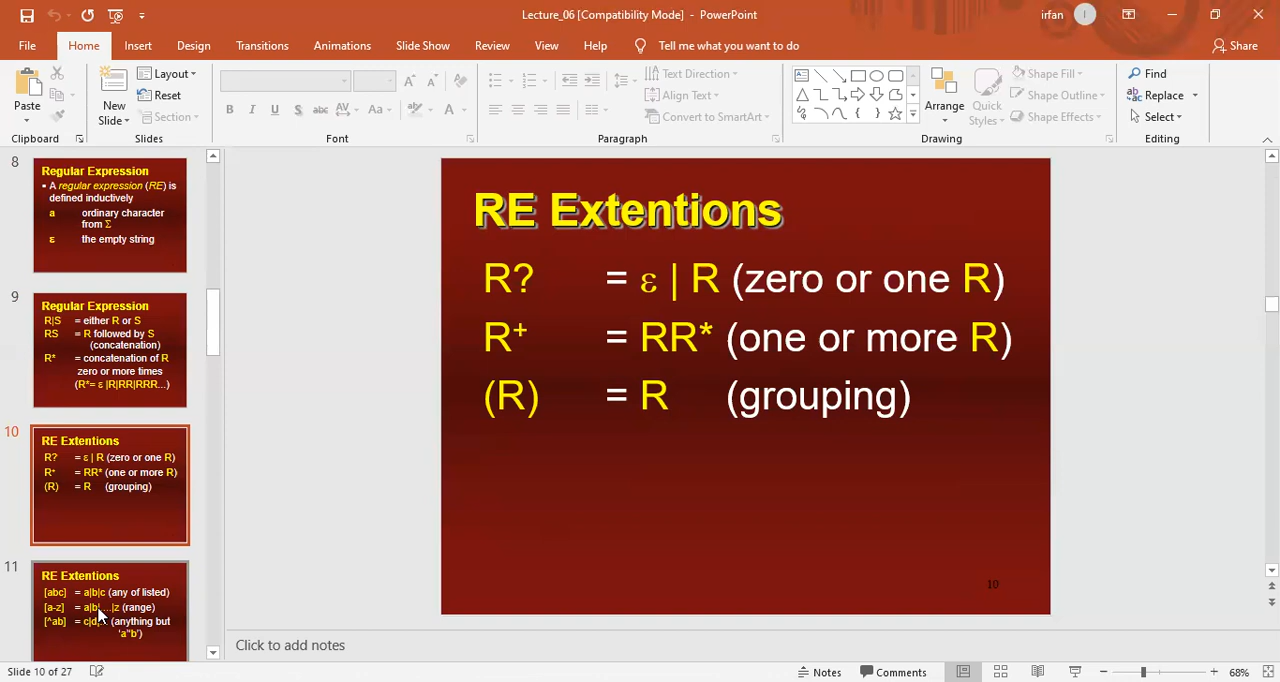 Lecture_06 [Compatibility Mode] - PowerPoint
irfan
I
File Home Insert Design Transitions Animations Slide Show Review View Help Tell me what you want to do Share
Paste
Clipboard
New Slide
Layout
Reset
Section
Slides
B I U S abc AV Aa A
Font
Text Direction
Align Text
Convert to SmartArt
Paragraph
Arrange
Quick Styles
Shape Fill
Shape Outline
Shape Effects
Drawing
Find
Replace
Select
Editing
8
Regular Expression
▪ A regular expression (RE) is
defined inductively
a ordinary character
from Σ
ε the empty string
9
Regular Expression
R|S = either R or S
RS = R followed by S
(concatenation)
R* = concatenation of R
zero or more times
(R*= ε |R|RR|RRR...)
10
RE Extentions
R? = ε | R (zero or one R)
R+ = RR* (one or more R)
(R) = R (grouping)
11
RE Extentions
[abc] = a|b|c (any of listed)
[a-z] = a|b|....|z (range)
[^ab] = c|d|... (anything but
'a''b')
RE Extentions
R? = ε | R (zero or one R)
R⁺ = RR* (one or more R)
(R) = R (grouping)
10
Click to add notes
Slide 10 of 27
Notes Comments 68%